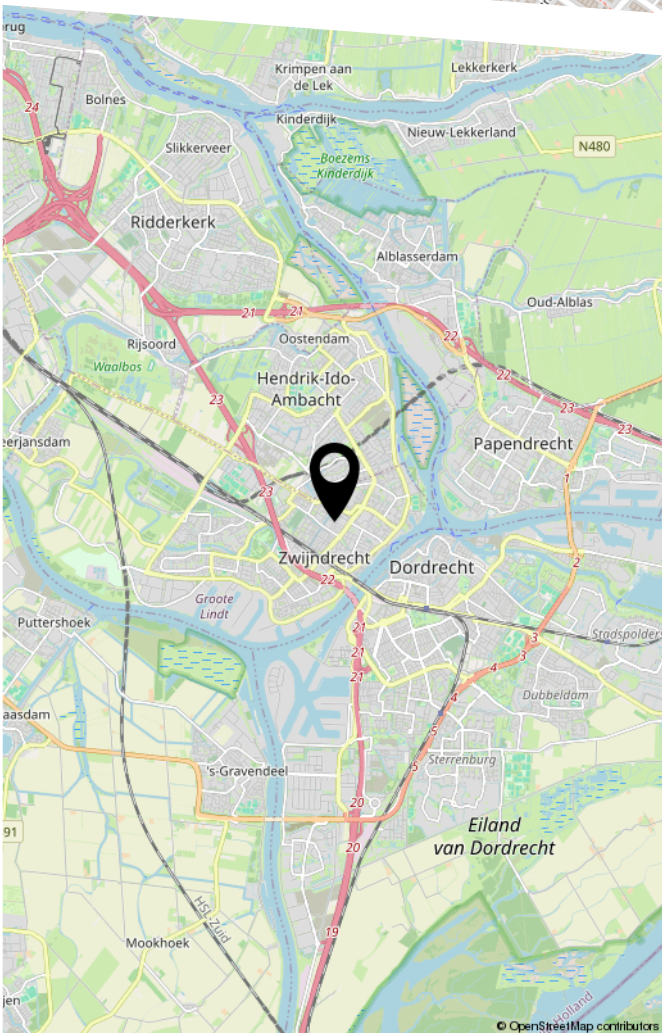 rug
Krimpen aan
de Lek
Lekkerkerk
24
Bolnes
Kinderdijk
Nieuw-Lekkerland
N480
Slikkerveer
Boezems
Kinderdijk
Ridderkerk
Alblasserdam
Oud-Alblas
21
21
22
Rijsoord
Oostendam
Waalbos
22
Hendrik-Ido-
Ambacht
23
23
23
eerjansdam
Papendrecht
1
23
Zwijndrecht
Dordrecht
2
22
Groote
Lindt
Puttershoek
21
21
21
3
3
4
4
Stadspolders
Dubbeldam
aasdam
5
5
Sterrenburg
's-Gravendeel
20
20
91
Eiland
van Dordrecht
HSL-Zuid
19
Mookhoek
jen
Holland
© OpenStreetMap contributors